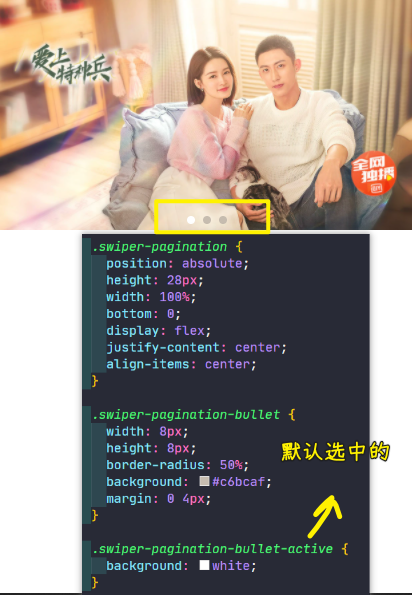 爱上
特种兵
全网
独播
.swiper-pagination {
position: absolute;
height: 28px;
width: 100%;
bottom: 0;
display: flex;
justify-content: center;
align-items: center;
}
.swiper-pagination-bullet {
width: 8px;
height: 8px;
border-radius: 50%;
background: #c6bcaf;
margin: 0 4px;
}
默认选中的
.swiper-pagination-bullet-active {
background: white;
}